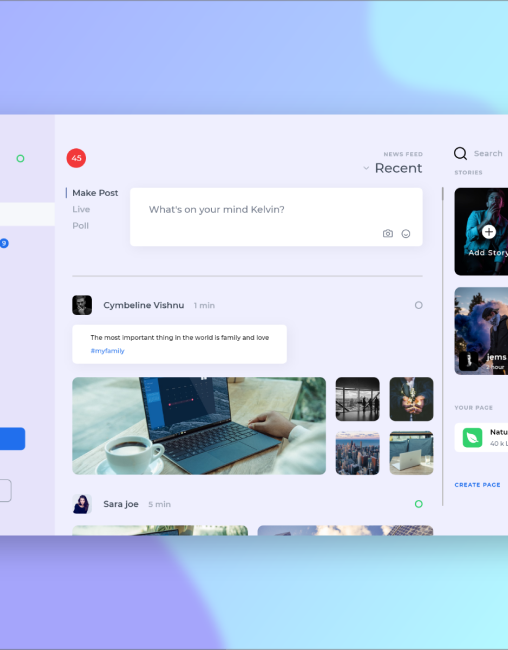 45
NEWS FEED
Recent
Search
STORIES
Make Post
Live
Poll
What's on your mind Kelvin?
9
Add Story
Cymbeline Vishnu 1 min
The most important thing in the world is family and love
#myfamily
jems
hour
YOUR PAGE
Natu
40 k L
CREATE PAGE
Sara joe 5 min